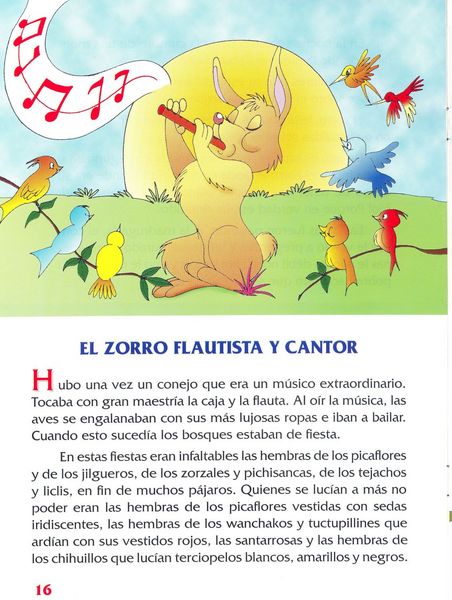 EL ZORRO FLAUTISTA Y CANTOR
Hubo una vez un conejo que era un músico extraordinario.
Tocaba con gran maestría la caja y la flauta. Al oír la música, las
aves se engalanaban con sus más lujosas ropas e iban a bailar.
Cuando esto sucedía los bosques estaban de fiesta.
En estas fiestas eran infaltables las hembras de los picaflores
y de los jilgueros, de los zorzales y pichisancas, de los tejachos
y liclis, en fin de muchos pájaros. Quienes se lucían a más no
poder eran las hembras de los picaflores vestidas con sedas
iridiscentes, las hembras de los wanchakos y tuctupillines que
ardían con sus vestidos rojos, las santarrosas y las hembras de
los chihuillos que lucían terciopelos blancos, amarillos y negros.
16